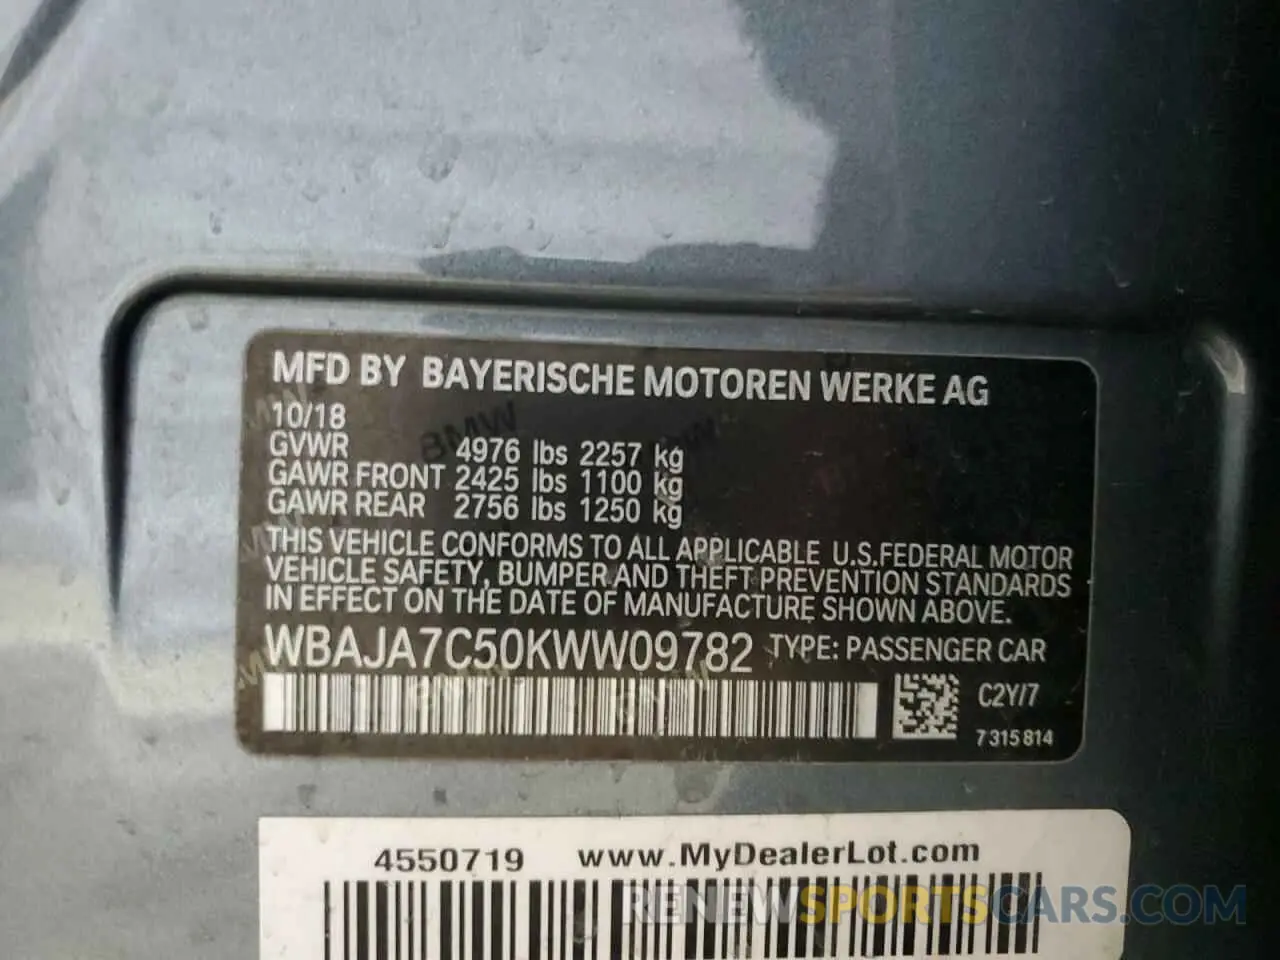 MFD BY BAYERISCHE MOTOREN WERKE AG
10/18
GVWR 4976 lbs 2257 kg
GAWR FRONT 2425 lbs 1100 kg
GAWR REAR 2756 lbs 1250 kg
THIS VEHICLE CONFORMS TO ALL APPLICABLE U.S.FEDERAL MOTOR
VEHICLE SAFETY, BUMPER AND THEFT PREVENTION STANDARDS
IN EFFECT ON THE DATE OF MANUFACTURE SHOWN ABOVE.
WBAJA7C50KWW09782 TYPE: PASSENGER CAR
C2Y/7
7 315 814
4550719 www.MyDealerLot.com
RENEWSPORTSCARS.COM